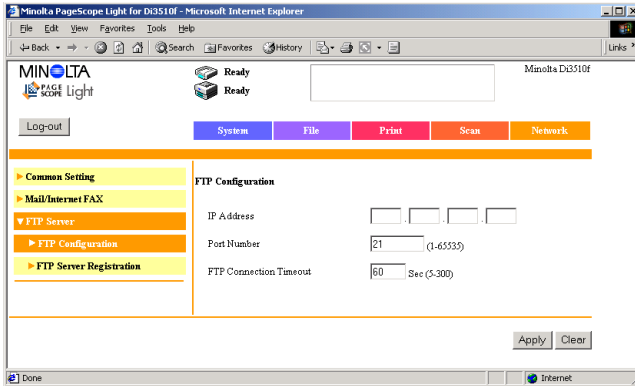 Minolta PageScope Light for Di3510f - Microsoft Internet Explorer
File Edit View Favorites Tools Help
Back Search Favorites History Links
MINOLTA
PAGE SCOPE Light
Ready
Ready
Minolta Di3510f
Log-out
System File Print Scan Network
Common Setting
Mail/Internet FAX
FTP Server
FTP Configuration
FTP Server Registration
FTP Configuration
IP Address . . .
Port Number 21 (1-65535)
FTP Connection Timeout 60 Sec (5-300)
Apply Clear
Done Internet